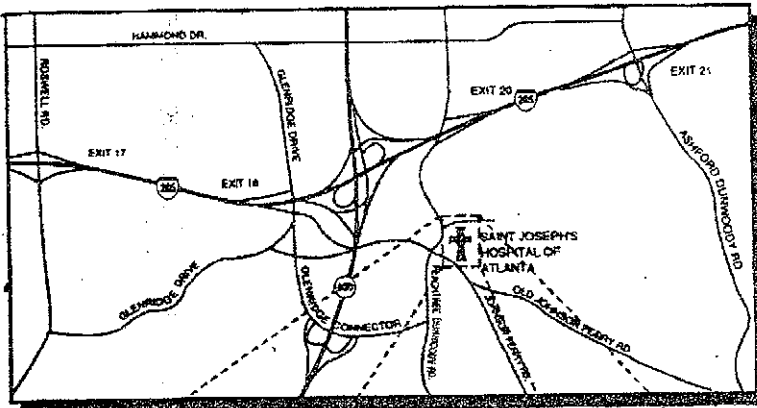 HAMMOND DR.
ROSWELL RD.
GLENRIDGE DRIVE
EXIT 20
285
EXIT 21
EXIT 17
285
EXIT 18
ASHFORD DUNWOODY RD
SAINT JOSEPH'S
HOSPITAL OF
ATLANTA
GLENRIDGE DRIVE
GLENRIDGE CONNECTOR
PEACHTREE DUNWOODY RD.
JOHNSON FERRY RD.
OLD JOHNSON FERRY RD